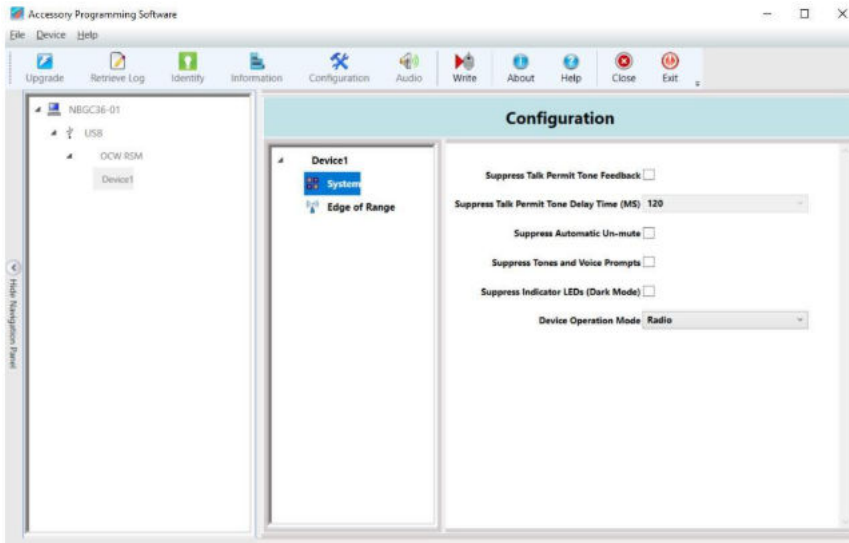 Accessory Programming Software
File Device Help
Upgrade Retrieve Log Identify Information Configuration Audio Write About Help Close Exit
Hide Navigation Panel
NBGC36-01
USB
OCW RSM
Device1
Configuration
Device1
System
Edge of Range
Suppress Talk Permit Tone Feedback
Suppress Talk Permit Tone Delay Time (MS) 120
Suppress Automatic Un-mute
Suppress Tones and Voice Prompts
Suppress Indicator LEDs (Dark Mode)
Device Operation Mode Radio